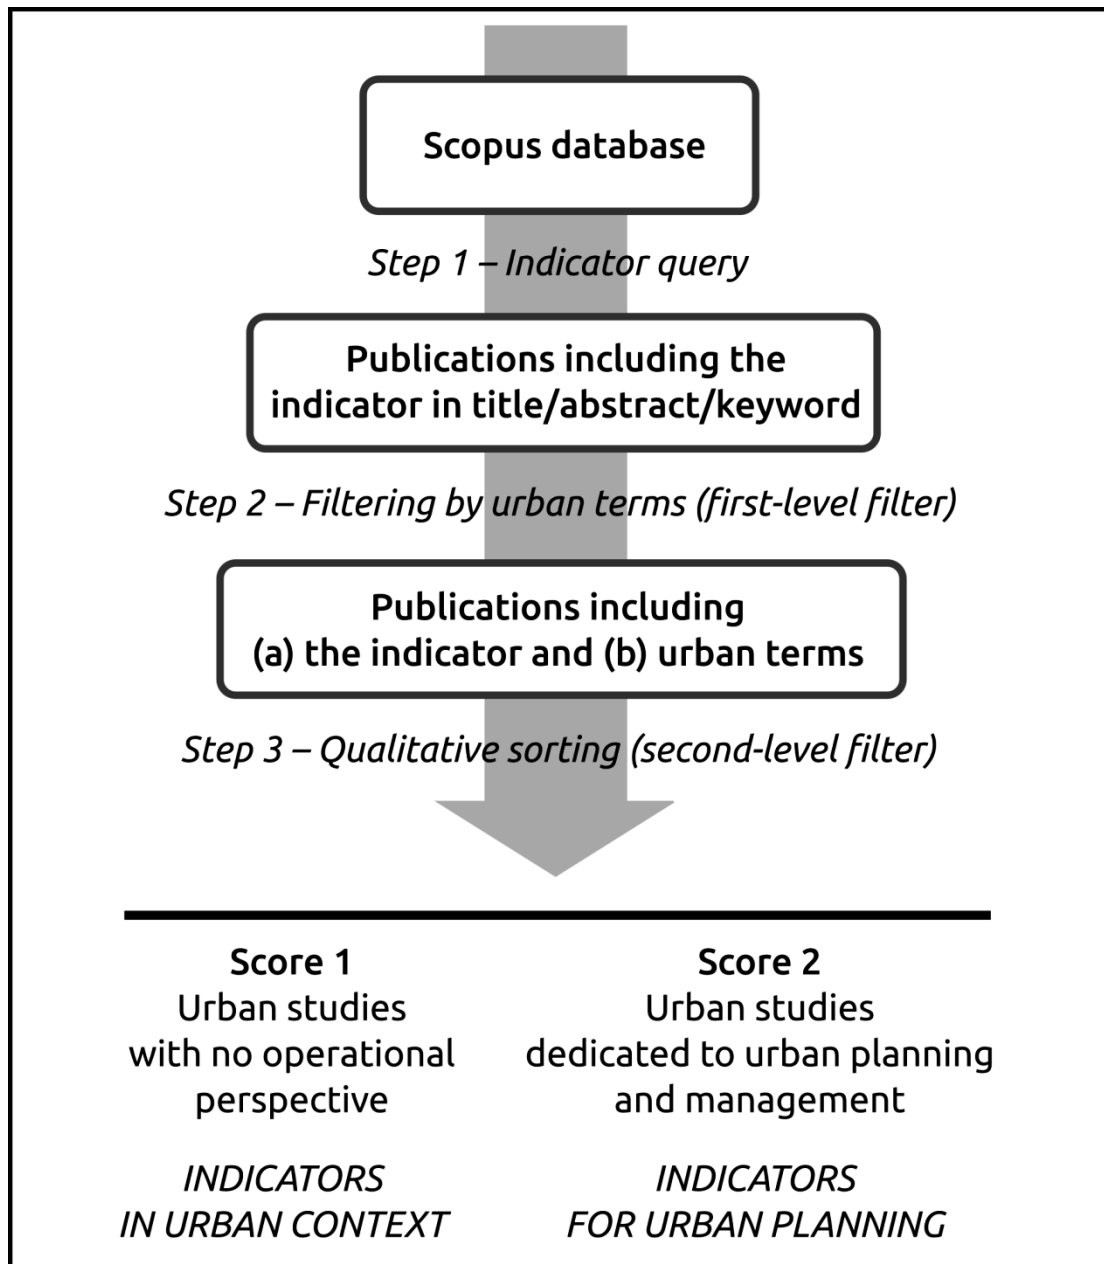 Scopus database
Step 1 – Indicator query
Publications including the
indicator in title/abstract/keyword
Step 2 – Filtering by urban terms (first-level filter)
Publications including
(a) the indicator and (b) urban terms
Step 3 – Qualitative sorting (second-level filter)
Score 1
Urban studies
with no operational
perspective
INDICATORS
IN URBAN CONTEXT
Score 2
Urban studies
dedicated to urban planning
and management
INDICATORS
FOR URBAN PLANNING